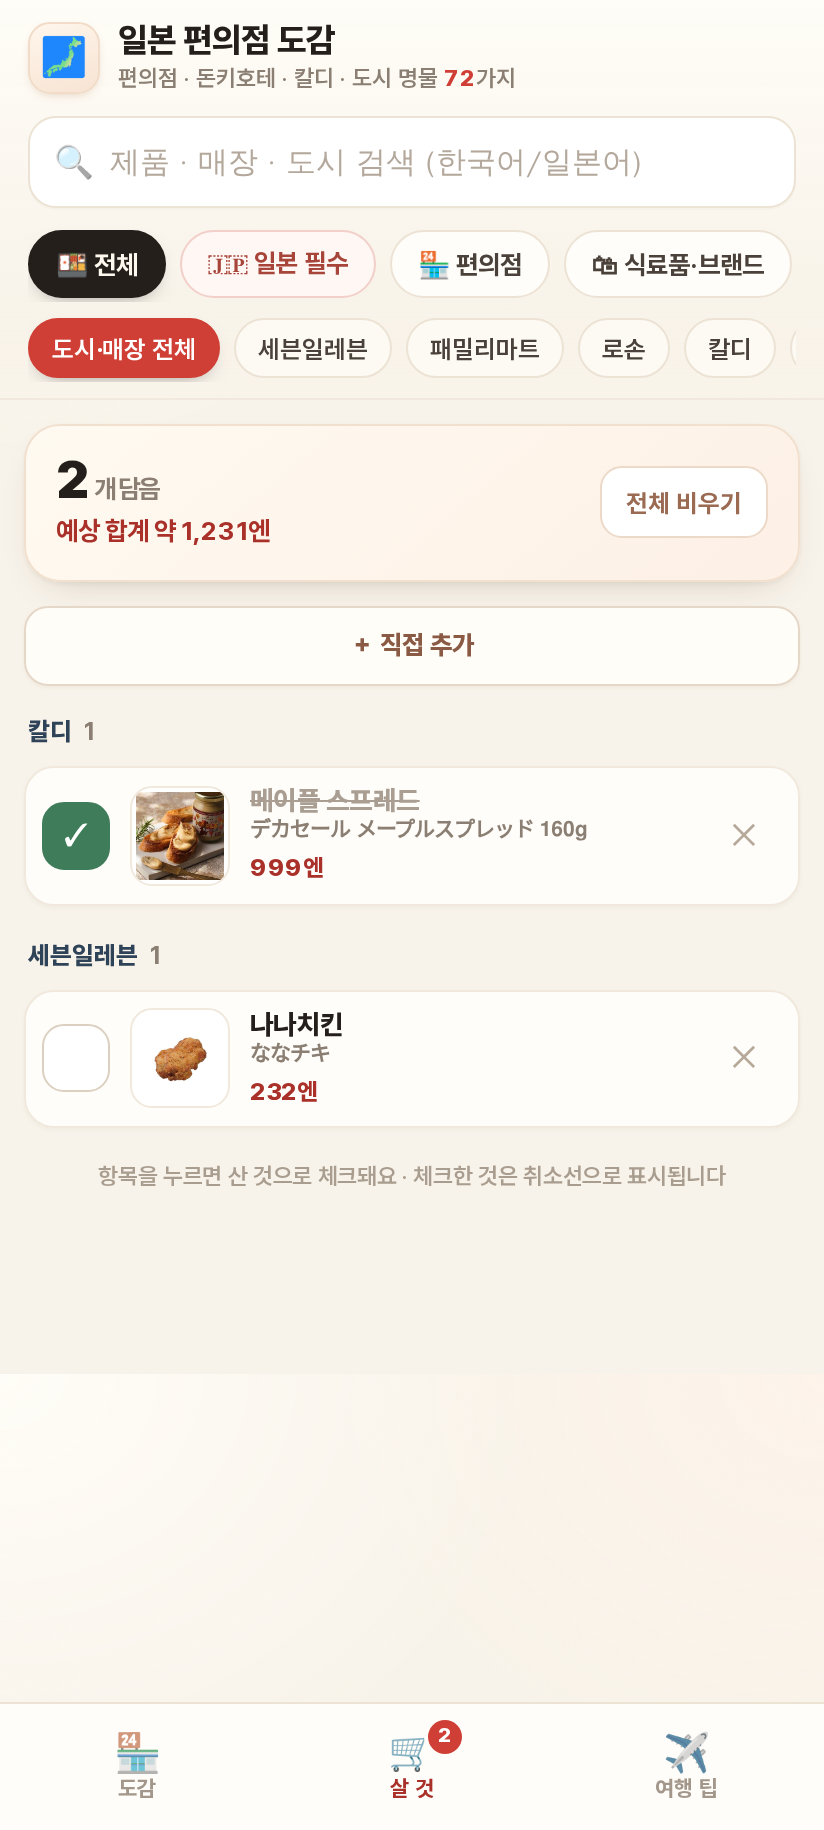 일본 편의점 도감
편의점 · 돈키호테 · 칼디 · 도시 명물 72가지
제품 · 매장 · 도시 검색 (한국어/일본어)
전체
🇯🇵 일본 필수
편의점
식료품·브랜드
도시·매장 전체
세븐일레븐
패밀리마트
로손
칼디
2 개담음
예상 합계 약 1,231엔
전체 비우기
+ 직접 추가
칼디 1
메이플 스프레드
デカセール メープルスプレッド 160g
999엔
세븐일레븐 1
나나치킨
ななチキ
232엔
항목을 누르면 산 것으로 체크돼요 · 체크한 것은 취소선으로 표시됩니다
24
도감
2
살 것
여행 팁